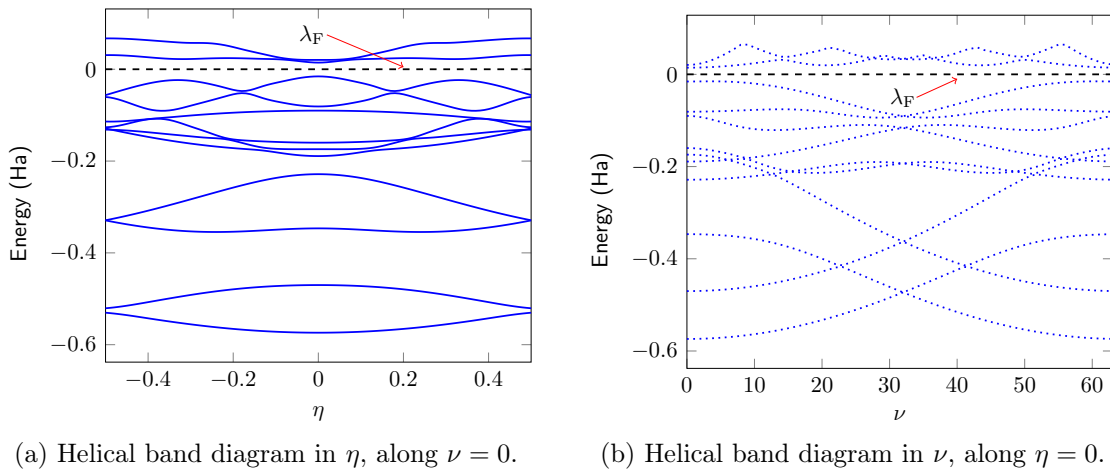 λF
0
−0.2
−0.4
−0.6
Energy (Ha)
−0.4
−0.2
0
0.2
0.4
η
(a) Helical band diagram in η, along ν = 0.
0
−0.2
−0.4
−0.6
Energy (Ha)
λF
0
10
20
30
40
50
60
ν
(b) Helical band diagram in ν, along η = 0.